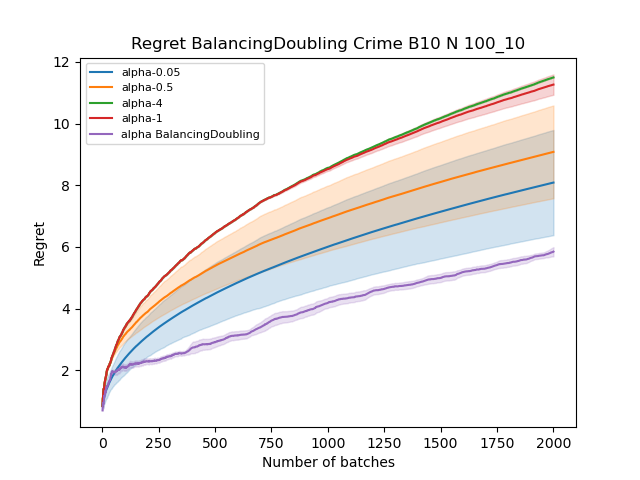 Regret BalancingDoubling Crime B10 N 100_10
alpha-0.05
alpha-0.5
alpha-4
alpha-1
alpha BalancingDoubling
Regret
12
10
8
6
4
2
0 250 500 750 1000 1250 1500 1750 2000
Number of batches